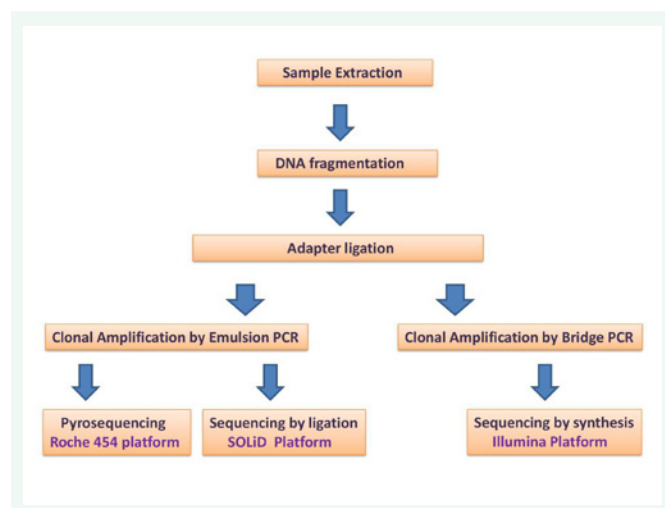 Sample Extraction
DNA fragmentation
Adapter ligation
Clonal Amplification by Emulsion PCR
Clonal Amplification by Bridge PCR
Pyrosequencing
Roche 454 platform
Sequencing by ligation
SOLiD Platform
Sequencing by synthesis
Illumina Platform